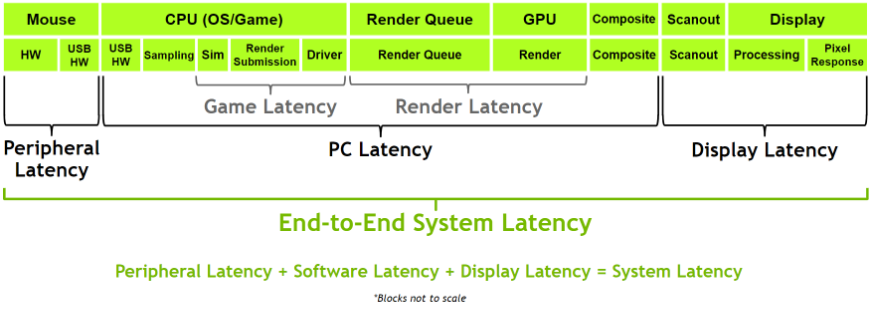 Mouse CPU (OS/Game) Render Queue GPU Composite Scanout Display
HW USB HW USB HW Sampling Sim Render Submission Driver Render Queue Render Composite Scanout Processing Pixel Response
Game Latency Render Latency
Peripheral Latency PC Latency Display Latency
End-to-End System Latency
Peripheral Latency + Software Latency + Display Latency = System Latency
*Blocks not to scale